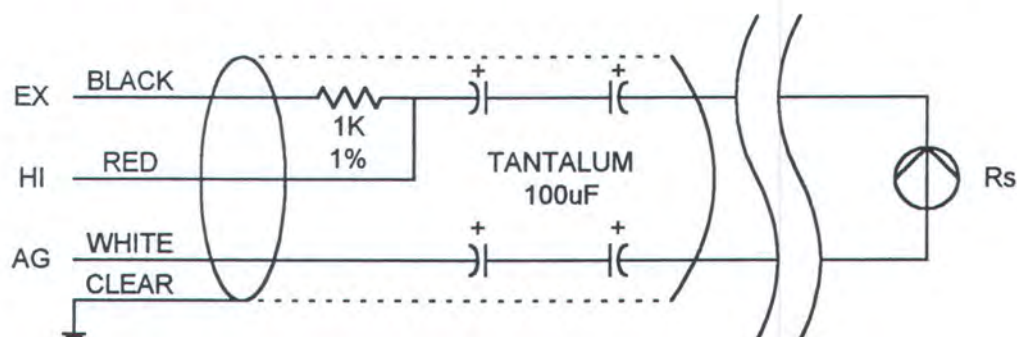 EX BLACK + +
1K
1%
HI RED
TANTALUM
100uF
Rs
AG WHITE + +
CLEAR